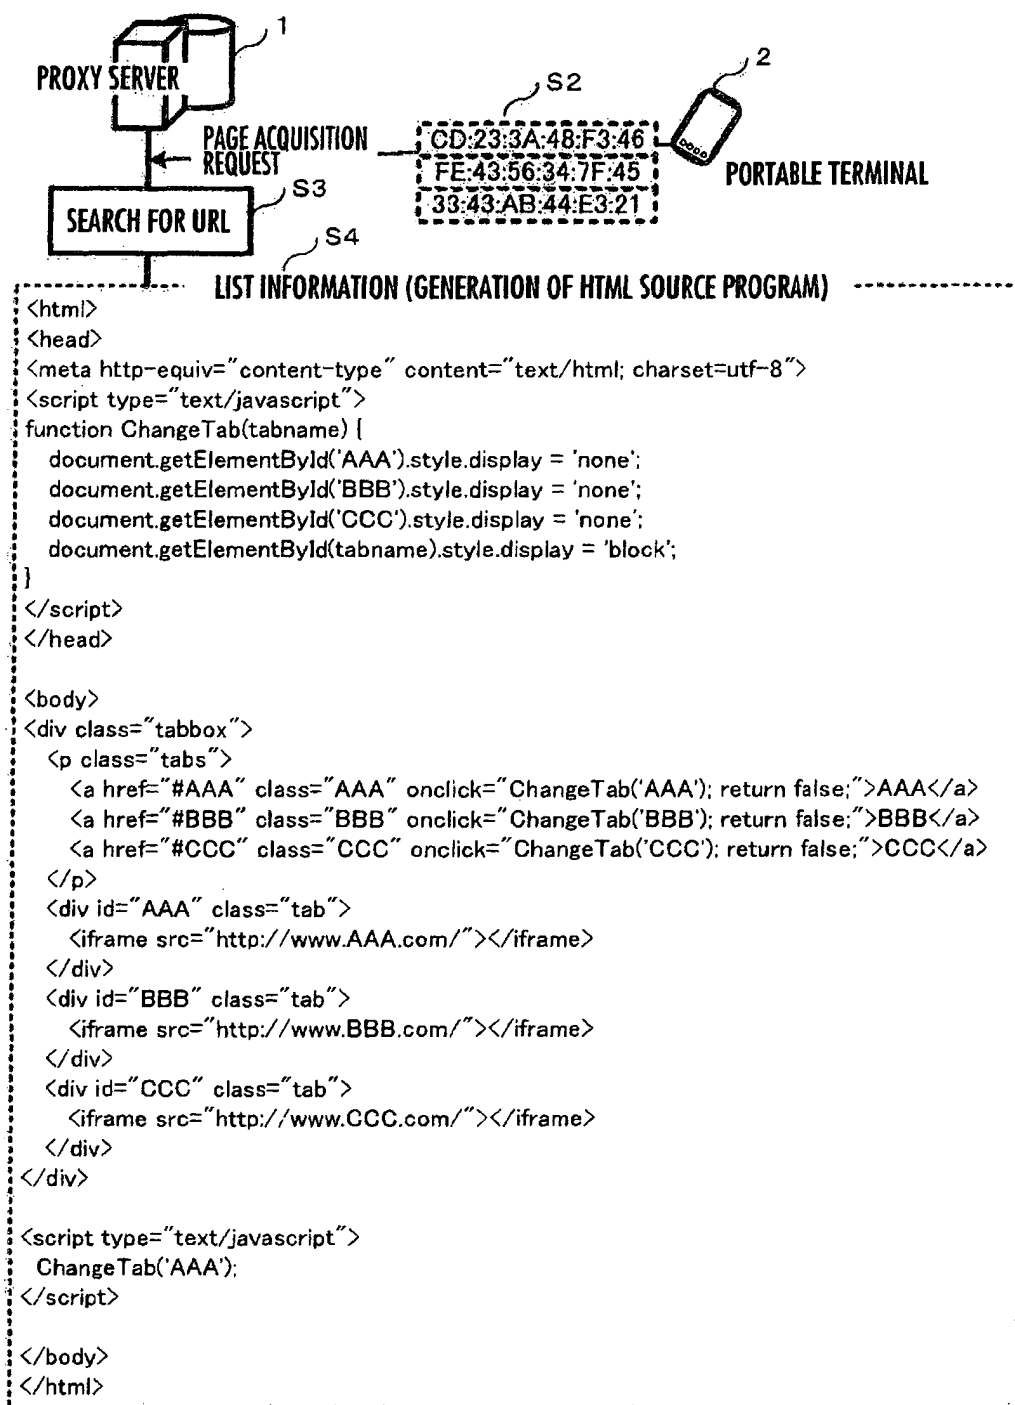 1
PROXY SERVER
2
S2
PAGE ACQUISITION
REQUEST
CD:23:3A:48:F3:46
FE:43:56:34:7F:45
33:43:AB:44:E3:21
PORTABLE TERMINAL
S3
SEARCH FOR URL
S4
LIST INFORMATION (GENERATION OF HTML SOURCE PROGRAM)
<html>
<head>
<meta http-equiv="content-type" content="text/html; charset=utf-8">
<script type="text/javascript">
function ChangeTab(tabname) {
document.getElementById('AAA').style.display = 'none';
document.getElementById('BBB').style.display = 'none';
document.getElementById('CCC').style.display = 'none';
document.getElementById(tabname).style.display = 'block';
}
</script>
</head>
<body>
<div class="tabbox">
<p class="tabs">
<a href="#AAA" class="AAA" onclick="ChangeTab('AAA'); return false;">AAA</a>
<a href="#BBB" class="BBB" onclick="ChangeTab('BBB'); return false;">BBB</a>
<a href="#CCC" class="CCC" onclick="ChangeTab('CCC'); return false;">CCC</a>
</p>
<div id="AAA" class="tab">
<iframe src="http://www.AAA.com/"></iframe>
</div>
<div id="BBB" class="tab">
<iframe src="http://www.BBB.com/"></iframe>
</div>
<div id="CCC" class="tab">
<iframe src="http://www.CCC.com/"></iframe>
</div>
</div>
<script type="text/javascript">
ChangeTab('AAA');
</script>
</body>
</html>